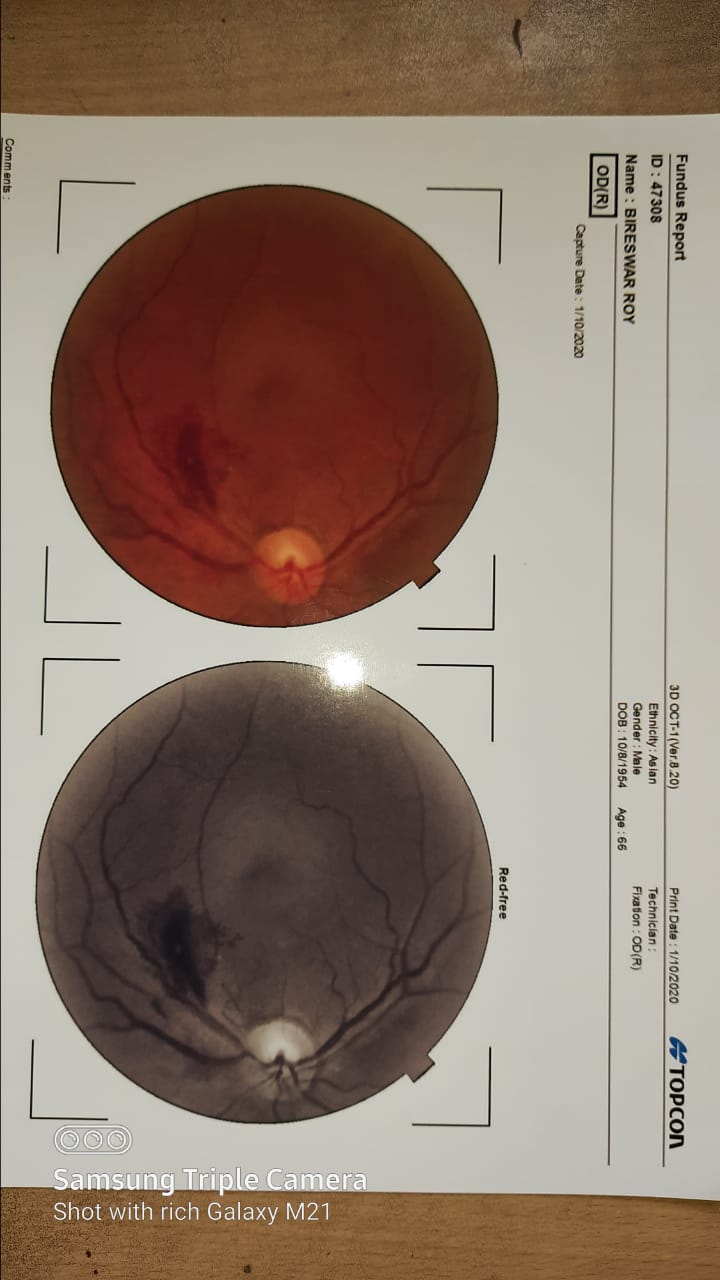 Fundus Report
3D OCT-1(Ver.8.20)
Print Date : 1/10/2020
TOPCON
ID : 47308
Ethnicity : Asian
Technician :
Name : BIRESWAR ROY
Gender : Male
Fixation : OD(R)
DOB : 10/8/1954 Age : 66
OD(R)
Capture Date : 1/10/2020
Red-free
Comments :
Samsung Triple Camera
Shot with rich Galaxy M21